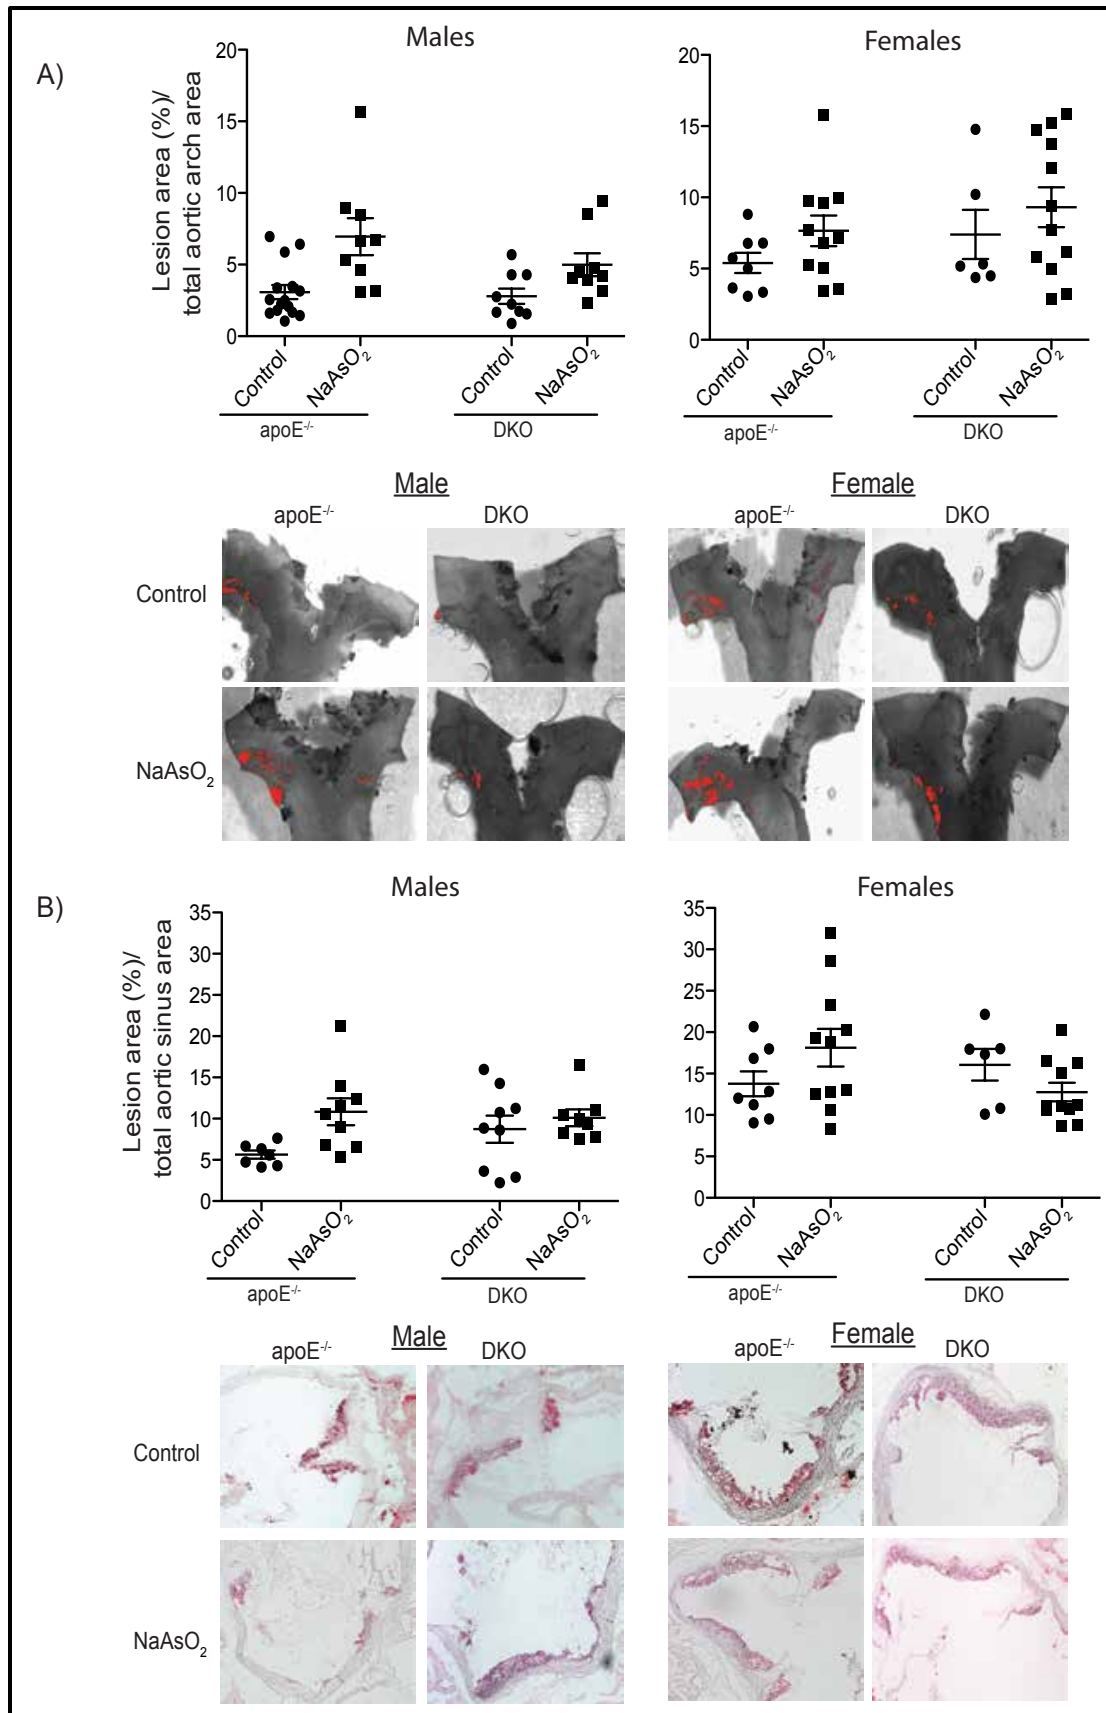 A)
Males
Lesion area (%)/
total aortic arch area
20
15
10
5
0
Control
NaAsO₂
Control
NaAsO₂
apoE⁻/⁻
DKO
Females
20
15
10
5
0
Control
NaAsO₂
Control
NaAsO₂
apoE⁻/⁻
DKO
Male
Female
apoE⁻/⁻
DKO
apoE⁻/⁻
DKO
Control
NaAsO₂
B)
Males
Lesion area (%)/
total aortic sinus area
35
30
25
20
15
10
5
0
Control
NaAsO₂
Control
NaAsO₂
apoE⁻/⁻
DKO
Females
35
30
25
20
15
10
5
0
Control
NaAsO₂
Control
NaAsO₂
apoE⁻/⁻
DKO
Male
Female
apoE⁻/⁻
DKO
apoE⁻/⁻
DKO
Control
NaAsO₂